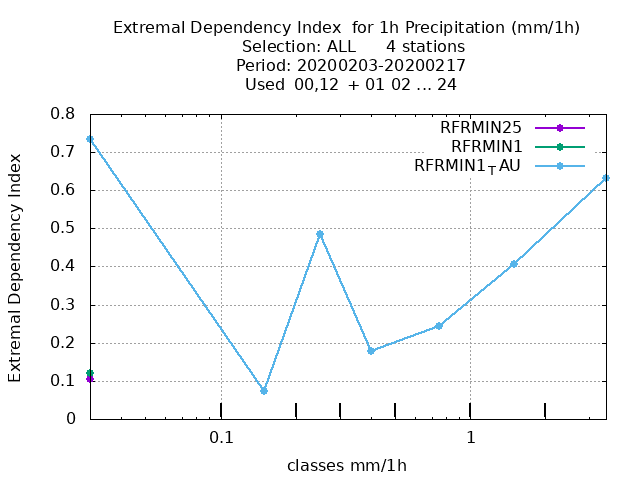 Extremal Dependency Index  for 1h Precipitation (mm/1h)
Selection: ALL      4 stations
Period: 20200203-20200217
Used  00,12  + 01 02 ... 24
Extremal Dependency Index
0.8
0.7
0.6
0.5
0.4
0.3
0.2
0.1
0
RFRMIN25
RFRMIN1
RFRMIN1TAU
0.1 1
classes mm/1h